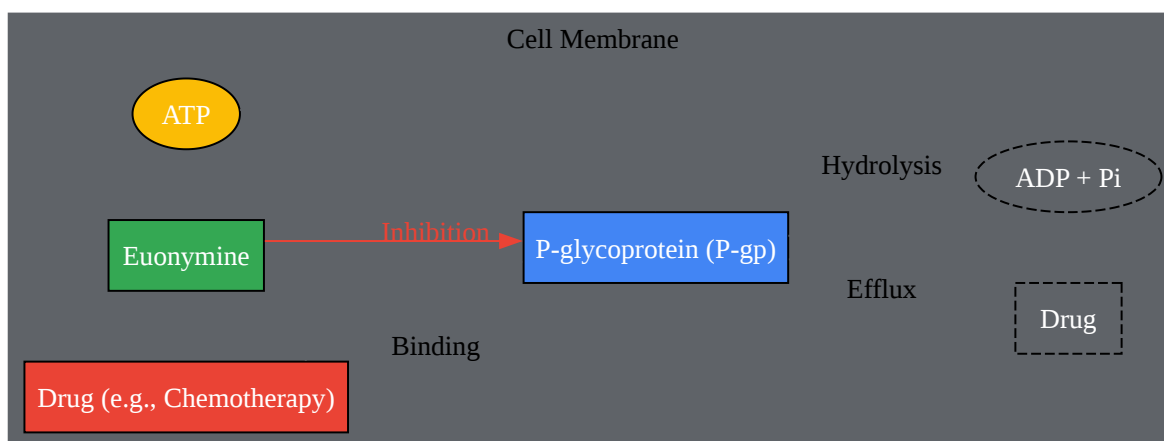 Cell Membrane
ATP
Hydrolysis
ADP + Pi
Euonymine
Inhibition
P-glycoprotein (P-gp)
Efflux
Drug
Binding
Drug (e.g., Chemotherapy)